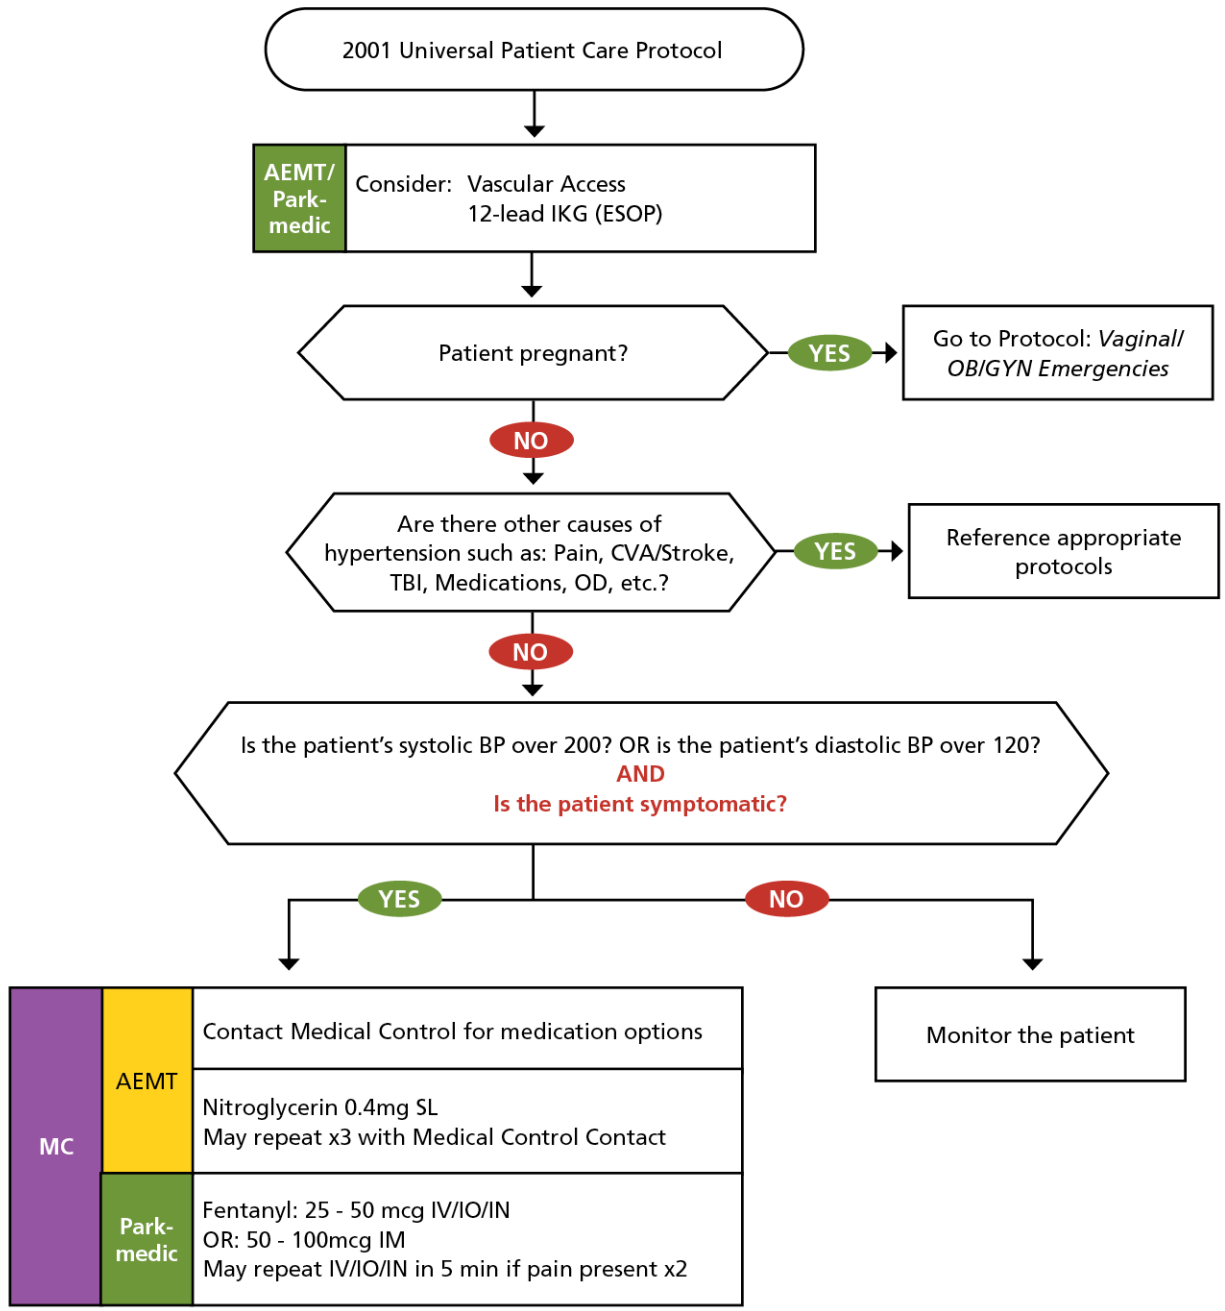 2001 Universal Patient Care Protocol
AEMT/
Park-
medic
Consider: Vascular Access
12-lead IKG (ESOP)
Patient pregnant?
YES
Go to Protocol: Vaginal/
OB/GYN Emergencies
NO
Are there other causes of
hypertension such as: Pain, CVA/Stroke,
TBI, Medications, OD, etc.?
YES
Reference appropriate
protocols
NO
Is the patient’s systolic BP over 200? OR is the patient’s diastolic BP over 120?
AND
Is the patient symptomatic?
YES
NO
MC
AEMT
Contact Medical Control for medication options
Nitroglycerin 0.4mg SL
May repeat x3 with Medical Control Contact
Park-
medic
Fentanyl: 25 - 50 mcg IV/IO/IN
OR: 50 - 100mcg IM
May repeat IV/IO/IN in 5 min if pain present x2
Monitor the patient